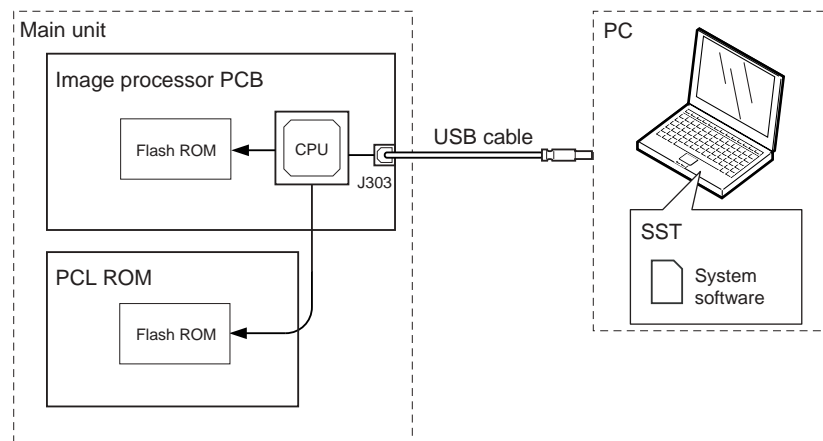 Main unit
Image processor PCB
Flash ROM
CPU
J303
USB cable
PCL ROM
Flash ROM
PC
SST
System
software